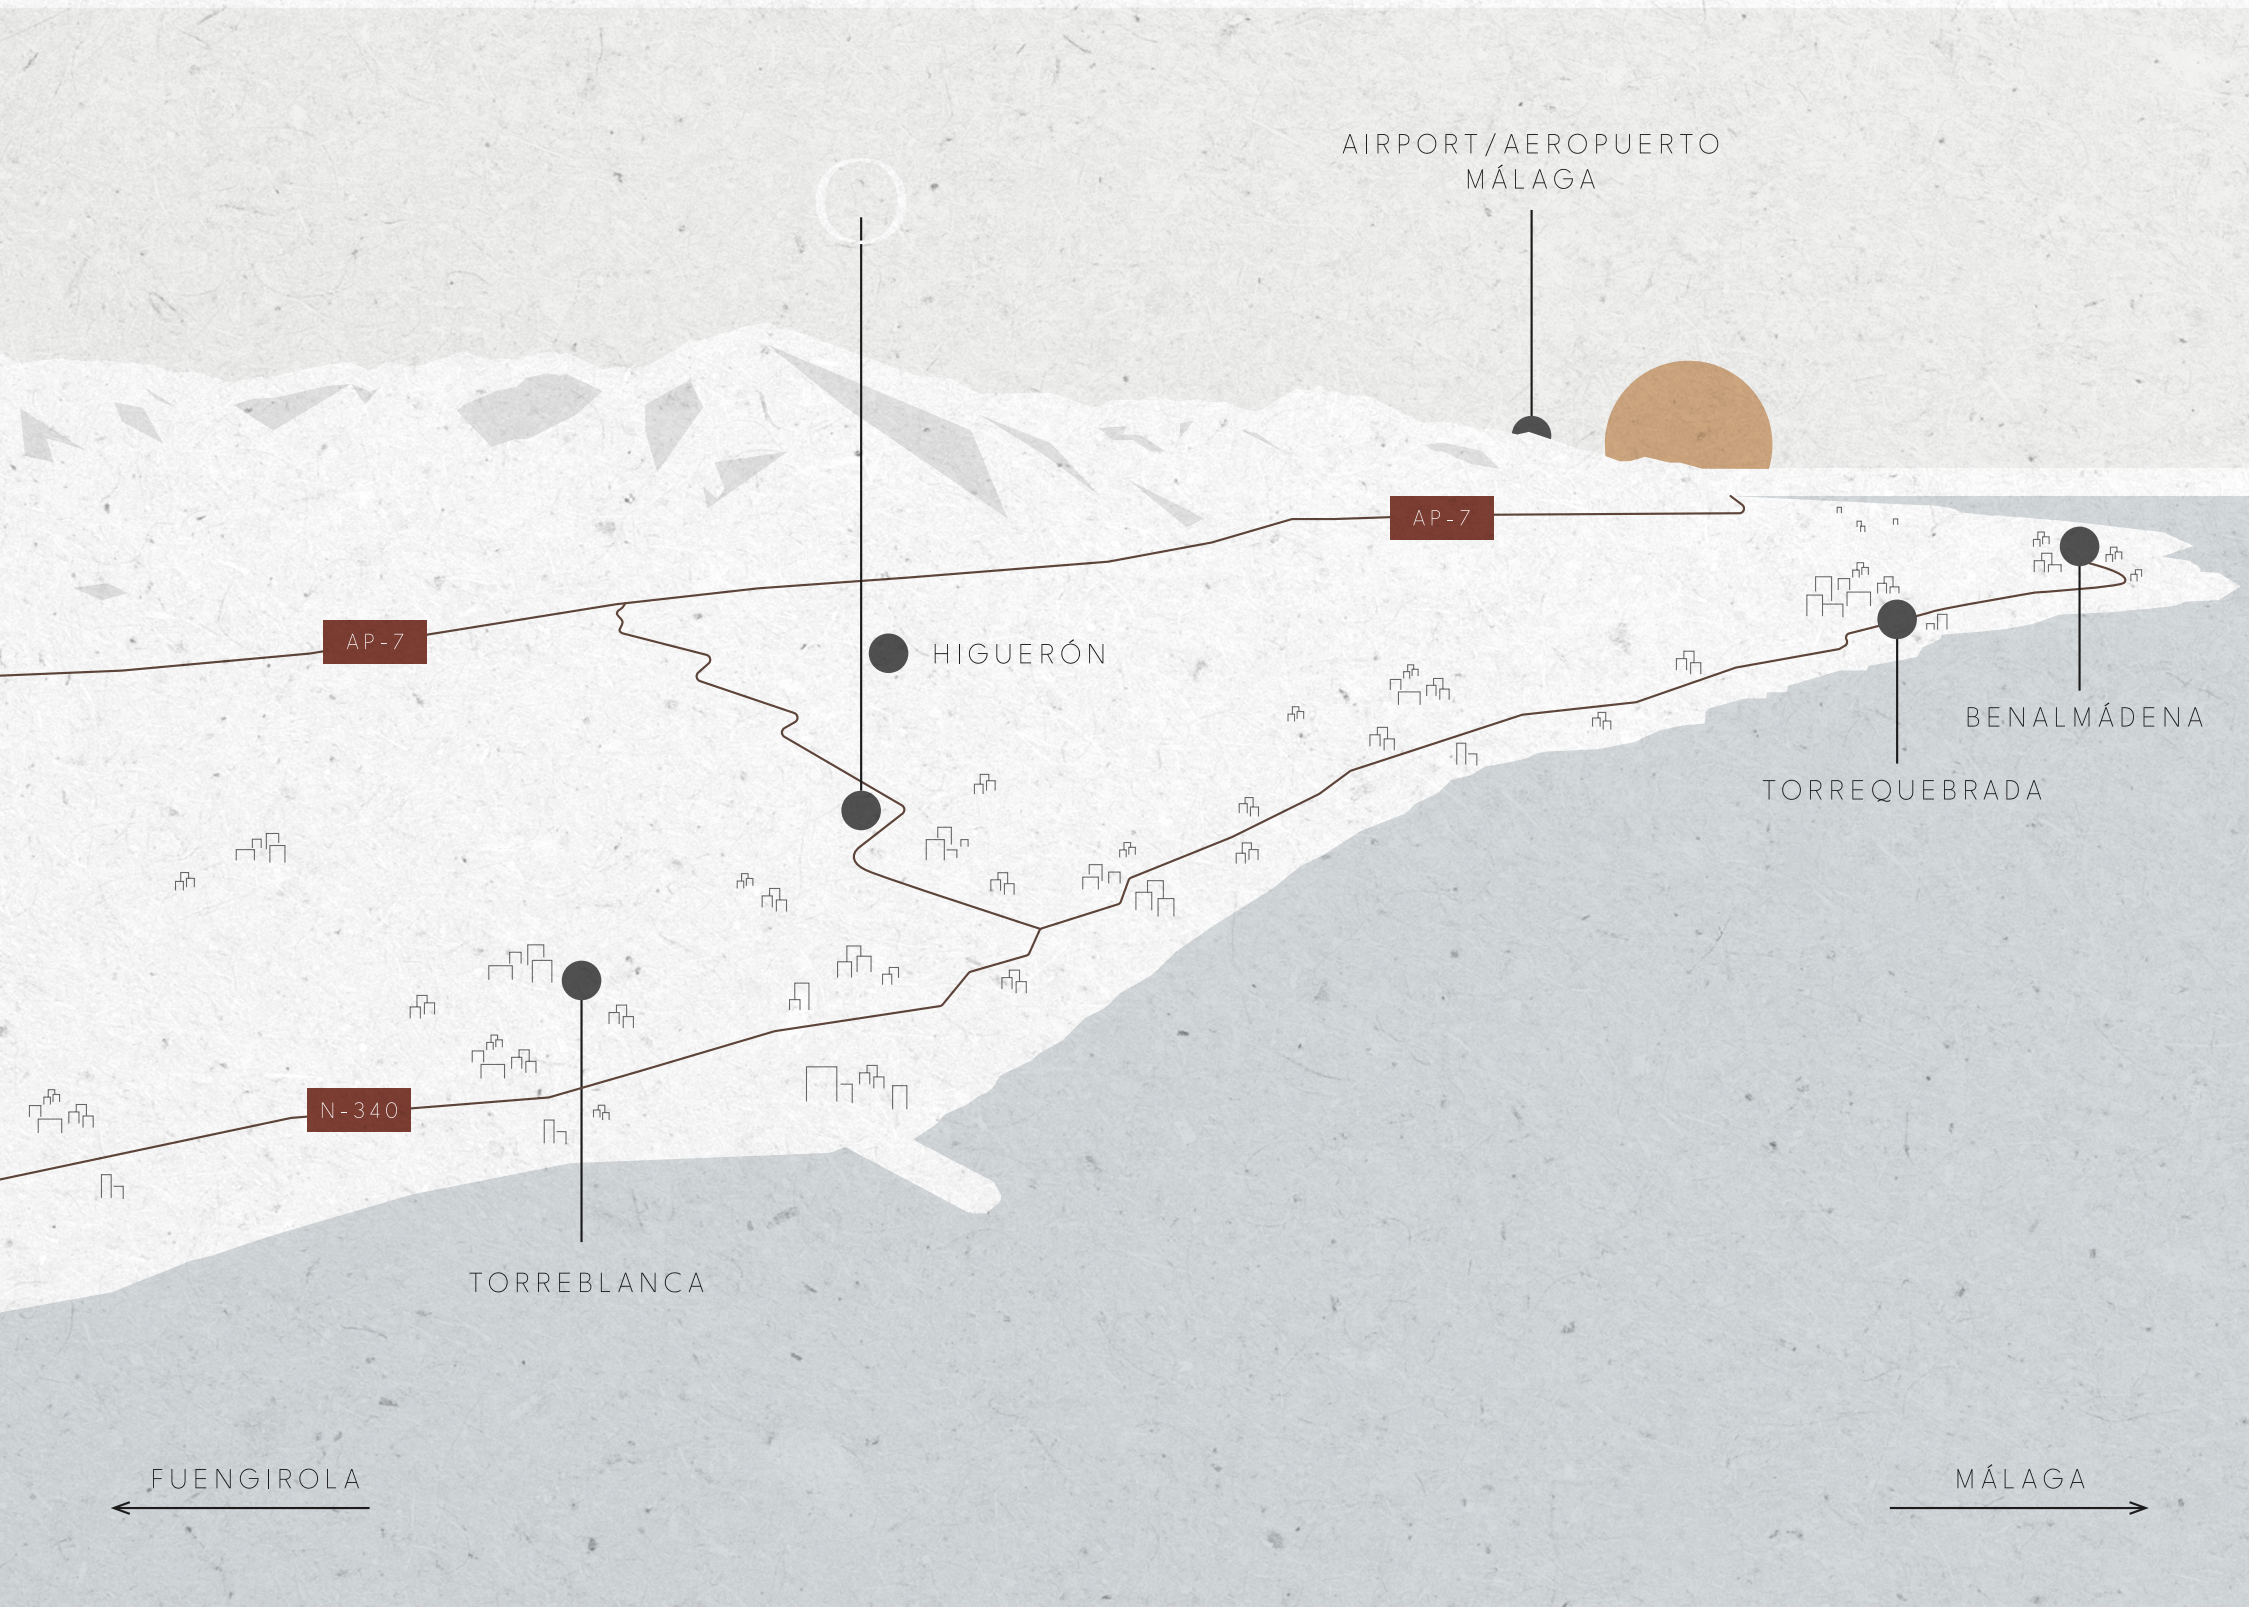 AIRPORT/AEROPUERTO
MÁLAGA
AP-7
AP-7
HIGUERÓN
BENALMÁDENA
TORREQUEBRADA
N-340
TORREBLANCA
FUENGIROLA
MÁLAGA